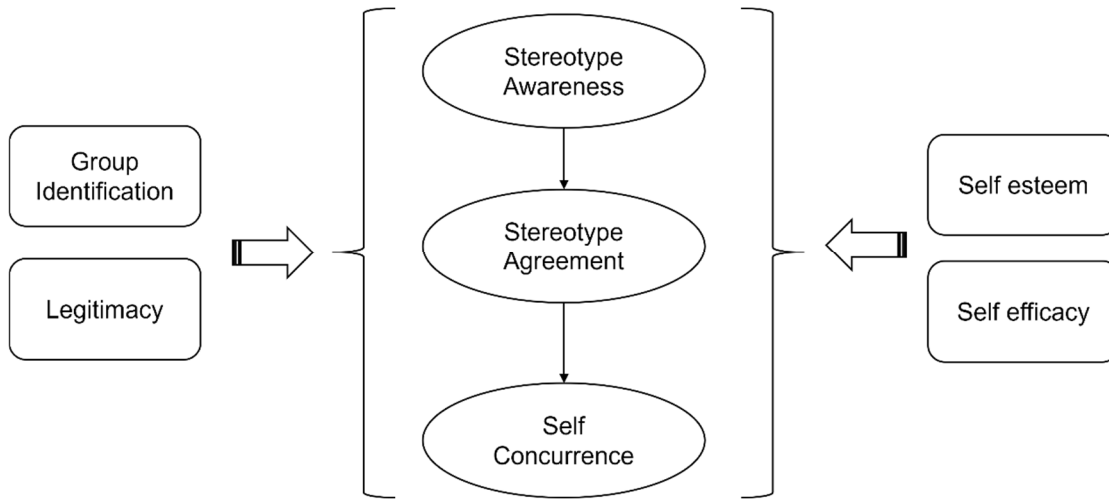 Stereotype
Awareness
Group
Identification
Legitimacy
Stereotype
Agreement
Self
Concurrence
Self esteem
Self efficacy